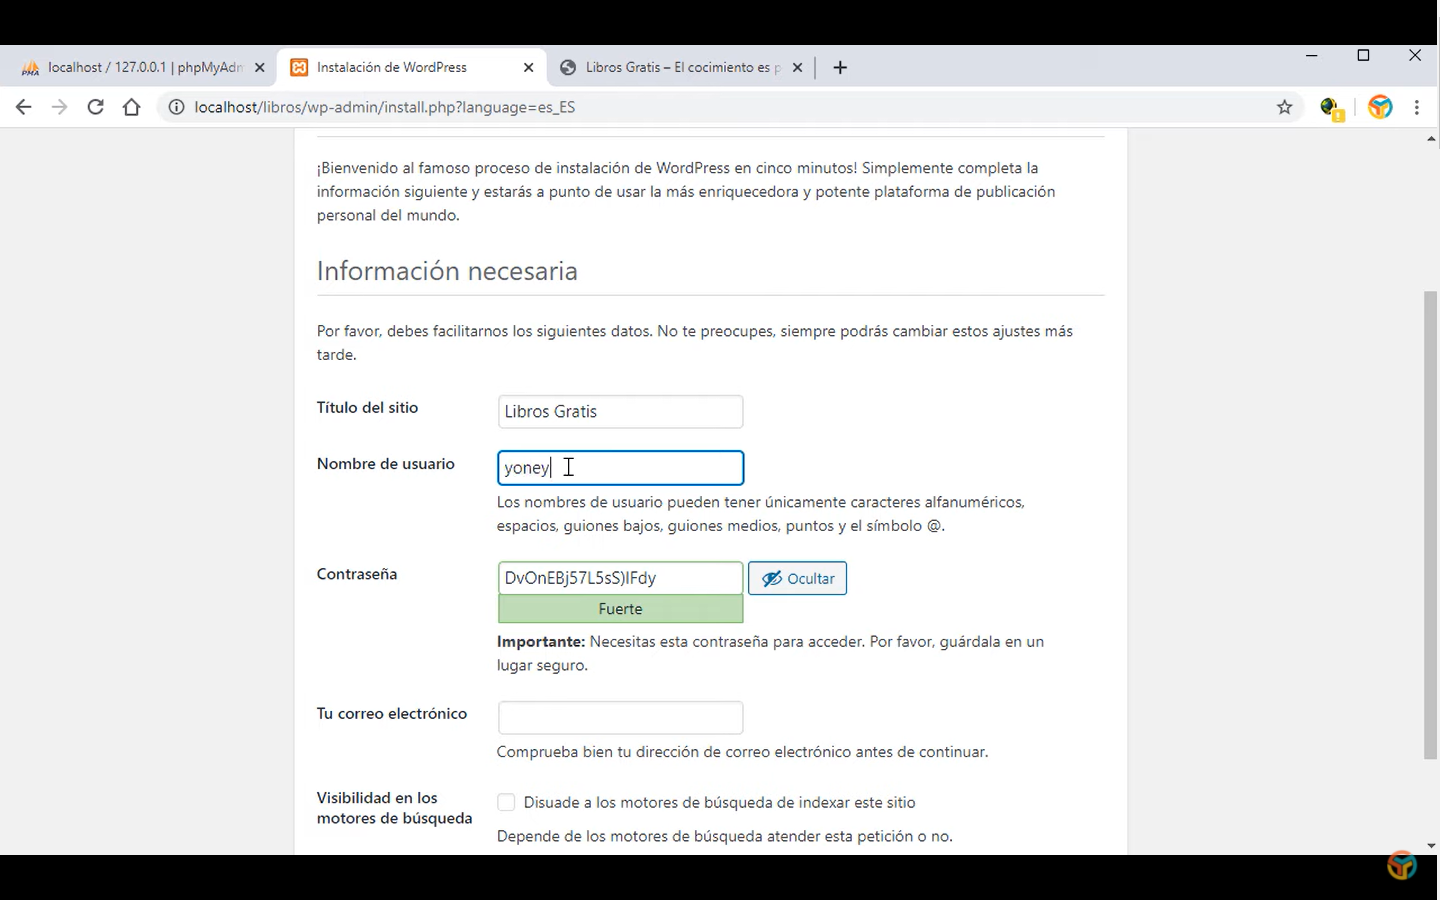 localhost / 127.0.0.1 | phpMyAdm
Instalación de WordPress
Libros Gratis – El cocimiento es p
localhost/libros/wp-admin/install.php?language=es_ES
¡Bienvenido al famoso proceso de instalación de WordPress en cinco minutos! Simplemente completa la
información siguiente y estarás a punto de usar la más enriquecedora y potente plataforma de publicación
personal del mundo.
Información necesaria
Por favor, debes facilitarnos los siguientes datos. No te preocupes, siempre podrás cambiar estos ajustes más
tarde.
Título del sitio
Libros Gratis
Nombre de usuario
yoney
Los nombres de usuario pueden tener únicamente caracteres alfanuméricos,
espacios, guiones bajos, guiones medios, puntos y el símbolo @.
Contraseña
Ocultar
Fuerte
Importante: Necesitas esta contraseña para acceder. Por favor, guárdala en un
lugar seguro.
Tu correo electrónico
Comprueba bien tu dirección de correo electrónico antes de continuar.
Visibilidad en los
motores de búsqueda
Disuade a los motores de búsqueda de indexar este sitio
Depende de los motores de búsqueda atender esta petición o no.